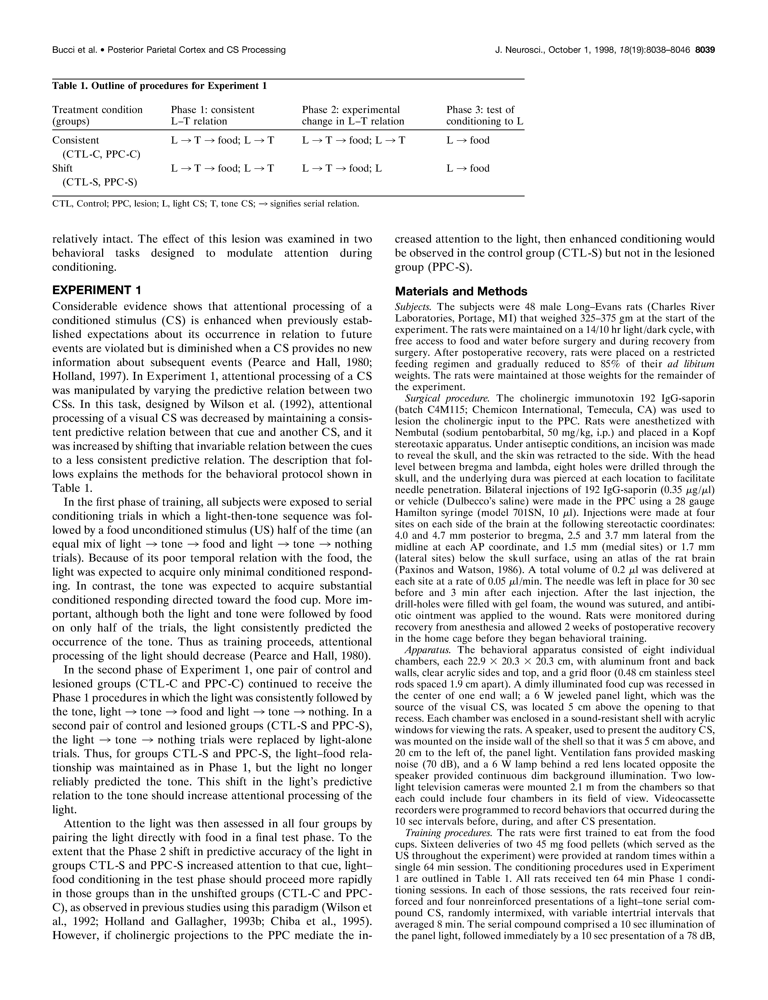 Bucci et al. • Posterior Parietal Cortex and CS Processing
J. Neurosci., October 1, 1998, 18(19):8038–8046 8039
Table 1. Outline of procedures for Experiment 1
Treatment condition (groups)
Phase 1: consistent L–T relation
Phase 2: experimental change in L–T relation
Phase 3: test of conditioning to L
Consistent
(CTL-C, PPC-C)
L → T → food; L → T
L → T → food; L → T
L → food
Shift
(CTL-S, PPC-S)
L → T → food; L → T
L → T → food; L
L → food
CTL, Control; PPC, lesion; L, light CS; T, tone CS; → signifies serial relation.
relatively intact. The effect of this lesion was examined in two
behavioral tasks designed to modulate attention during
conditioning.
EXPERIMENT 1
Considerable evidence shows that attentional processing of a
conditioned stimulus (CS) is enhanced when previously estab-
lished expectations about its occurrence in relation to future
events are violated but is diminished when a CS provides no new
information about subsequent events (Pearce and Hall, 1980;
Holland, 1997). In Experiment 1, attentional processing of a CS
was manipulated by varying the predictive relation between two
CSs. In this task, designed by Wilson et al. (1992), attentional
processing of a visual CS was decreased by maintaining a consis-
tent predictive relation between that cue and another CS, and it
was increased by shifting that invariable relation between the cues
to a less consistent predictive relation. The description that fol-
lows explains the methods for the behavioral protocol shown in
Table 1.
In the first phase of training, all subjects were exposed to serial
conditioning trials in which a light-then-tone sequence was fol-
lowed by a food unconditioned stimulus (US) half of the time (an
equal mix of light → tone → food and light → tone → nothing
trials). Because of its poor temporal relation with the food, the
light was expected to acquire only minimal conditioned respond-
ing. In contrast, the tone was expected to acquire substantial
conditioned responding directed toward the food cup. More im-
portant, although both the light and tone were followed by food
on only half of the trials, the light consistently predicted the
occurrence of the tone. Thus as training proceeds, attentional
processing of the light should decrease (Pearce and Hall, 1980).
In the second phase of Experiment 1, one pair of control and
lesioned groups (CTL-C and PPC-C) continued to receive the
Phase 1 procedures in which the light was consistently followed by
the tone, light → tone → food and light → tone → nothing. In a
second pair of control and lesioned groups (CTL-S and PPC-S),
the light → tone → nothing trials were replaced by light-alone
trials. Thus, for groups CTL-S and PPC-S, the light–food rela-
tionship was maintained as in Phase 1, but the light no longer
reliably predicted the tone. This shift in the light's predictive
relation to the tone should increase attentional processing of the
light.
Attention to the light was then assessed in all four groups by
pairing the light directly with food in a final test phase. To the
extent that the Phase 2 shift in predictive accuracy of the light in
groups CTL-S and PPC-S increased attention to that cue, light–
food conditioning in the test phase should proceed more rapidly
in those groups than in the unshifted groups (CTL-C and PPC-
C), as observed in previous studies using this paradigm (Wilson et
al., 1992; Holland and Gallagher, 1993b; Chiba et al., 1995).
However, if cholinergic projections to the PPC mediate the in-
creased attention to the light, then enhanced conditioning would
be observed in the control group (CTL-S) but not in the lesioned
group (PPC-S).
Materials and Methods
Subjects. The subjects were 48 male Long–Evans rats (Charles River
Laboratories, Portage, MI) that weighed 325–375 gm at the start of the
experiment. The rats were maintained on a 14/10 hr light/dark cycle, with
free access to food and water before surgery and during recovery from
surgery. After postoperative recovery, rats were placed on a restricted
feeding regimen and gradually reduced to 85% of their ad libitum
weights. The rats were maintained at those weights for the remainder of
the experiment.
Surgical procedure. The cholinergic immunotoxin 192 IgG-saporin
(batch C4M115; Chemicon International, Temecula, CA) was used to
lesion the cholinergic input to the PPC. Rats were anesthetized with
Nembutal (sodium pentobarbital, 50 mg/kg, i.p.) and placed in a Kopf
stereotaxic apparatus. Under antiseptic conditions, an incision was made
to reveal the skull, and the skin was retracted to the side. With the head
level between bregma and lambda, eight holes were drilled through the
skull, and the underlying dura was pierced at each location to facilitate
needle penetration. Bilateral injections of 192 IgG-saporin (0.35 μg/μl)
or vehicle (Dulbecco's saline) were made in the PPC using a 28 gauge
Hamilton syringe (model 701SN, 10 μl). Injections were made at four
sites on each side of the brain at the following stereotactic coordinates:
4.0 and 4.7 mm posterior to bregma, 2.5 and 3.7 mm lateral from the
midline at each AP coordinate, and 1.5 mm (medial sites) or 1.7 mm
(lateral sites) below the skull surface, using an atlas of the rat brain
(Paxinos and Watson, 1986). A total volume of 0.2 μl was delivered at
each site at a rate of 0.05 μl/min. The needle was left in place for 30 sec
before and 3 min after each injection. After the last injection, the
drill-holes were filled with gel foam, the wound was sutured, and antibi-
otic ointment was applied to the wound. Rats were monitored during
recovery from anesthesia and allowed 2 weeks of postoperative recovery
in the home cage before they began behavioral training.
Apparatus. The behavioral apparatus consisted of eight individual
chambers, each 22.9 × 20.3 × 20.3 cm, with aluminum front and back
walls, clear acrylic sides and top, and a grid floor (0.48 cm stainless steel
rods spaced 1.9 cm apart). A dimly illuminated food cup was recessed in
the center of one end wall; a 6 W jeweled panel light, which was the
source of the visual CS, was located 5 cm above the opening to that
recess. Each chamber was enclosed in a sound-resistant shell with acrylic
windows for viewing the rats. A speaker, used to present the auditory CS,
was mounted on the inside wall of the shell so that it was 5 cm above, and
20 cm to the left of, the panel light. Ventilation fans provided masking
noise (70 dB), and a 6 W lamp behind a red lens located opposite the
speaker provided continuous dim background illumination. Two low-
light television cameras were mounted 2.1 m from the chambers so that
each could include four chambers in its field of view. Videocassette
recorders were programmed to record behaviors that occurred during the
10 sec intervals before, during, and after CS presentation.
Training procedures. The rats were first trained to eat from the food
cups. Sixteen deliveries of two 45 mg food pellets (which served as the
US throughout the experiment) were provided at random times within a
single 64 min session. The conditioning procedures used in Experiment
1 are outlined in Table 1. All rats received ten 64 min Phase 1 condi-
tioning sessions. In each of those sessions, the rats received four rein-
forced and four nonreinforced presentations of a light–tone serial com-
pound CS, randomly intermixed, with variable intertrial intervals that
averaged 8 min. The serial compound comprised a 10 sec illumination of
the panel light, followed immediately by a 10 sec presentation of a 78 dB,